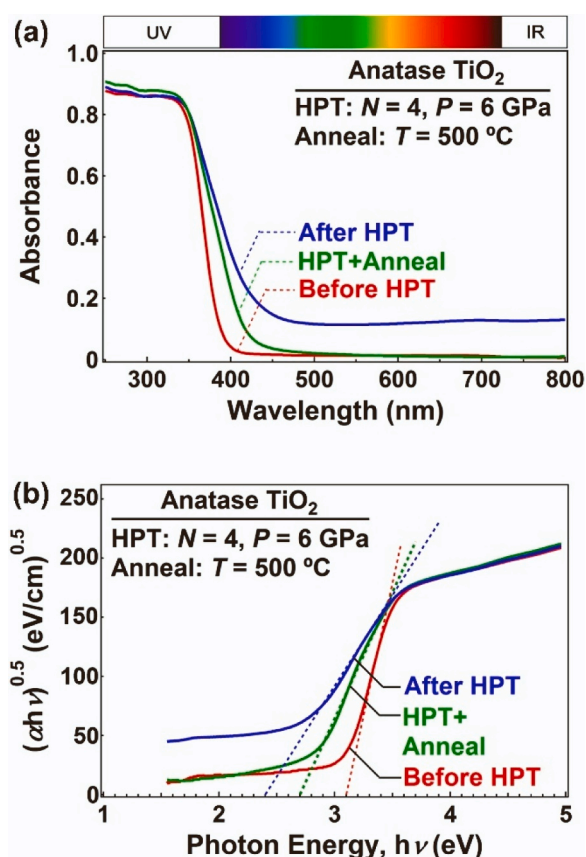 (a)
UV
IR
Anatase TiO₂
HPT: N = 4, P = 6 GPa
Anneal: T = 500 ºC
After HPT
HPT+Anneal
Before HPT
Absorbance
1.0
0.8
0.6
0.4
0.2
0
300 400 500 600 700 800
Wavelength (nm)
(b)
Anatase TiO₂
HPT: N = 4, P = 6 GPa
Anneal: T = 500 ºC
After HPT
HPT+
Anneal
Before HPT
(αhν)^0.5 (eV/cm)^0.5
250
200
150
100
50
0
1 2 3 4 5
Photon Energy, hν (eV)